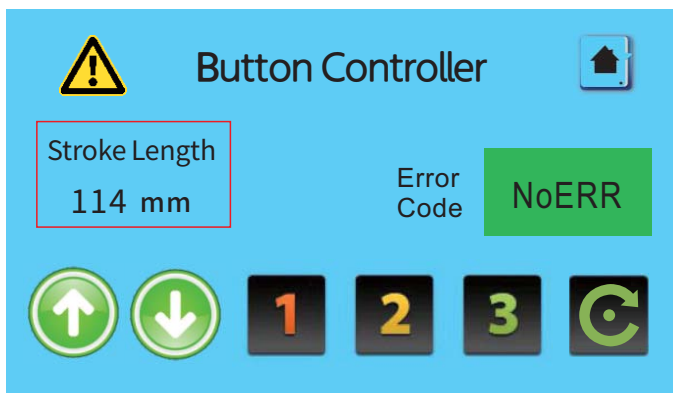 Button Controller
Stroke Length
114 mm
Error
Code
NoERR
1
2
3